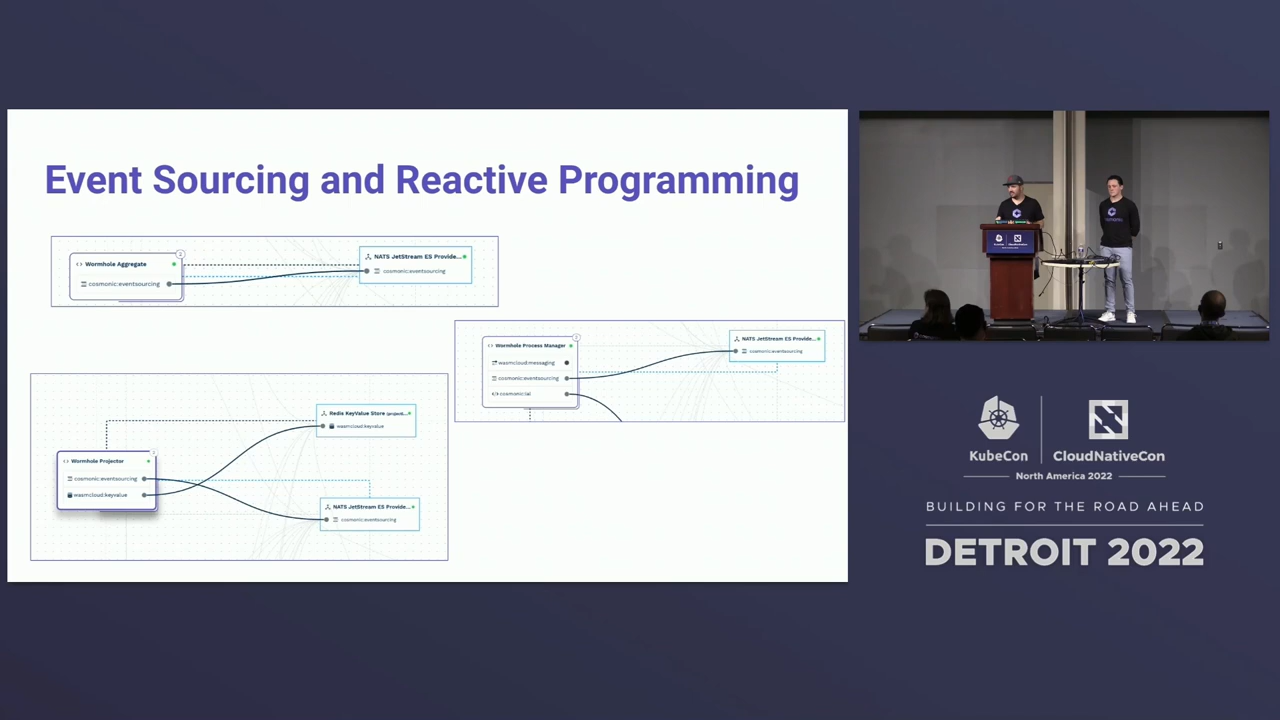 Event Sourcing and Reactive Programming
Wormhole Aggregate
cosmonic:eventsourcing
NATS JetStream ES Provide...
cosmonic:eventsourcing
Wormhole Process Manager
wasmcloud:messaging
cosmonic:eventsourcing
cosmonic:lat
NATS JetStream ES Provide...
cosmonic:eventsourcing
Redis KeyValue Store
wasmcloud:keyvalue
Wormhole Projector
cosmonic:eventsourcing
wasmcloud:keyvalue
NATS JetStream ES Provide...
cosmonic:eventsourcing
KubeCon
CloudNativeCon
North America 2022
BUILDING FOR THE ROAD AHEAD
DETROIT 2022